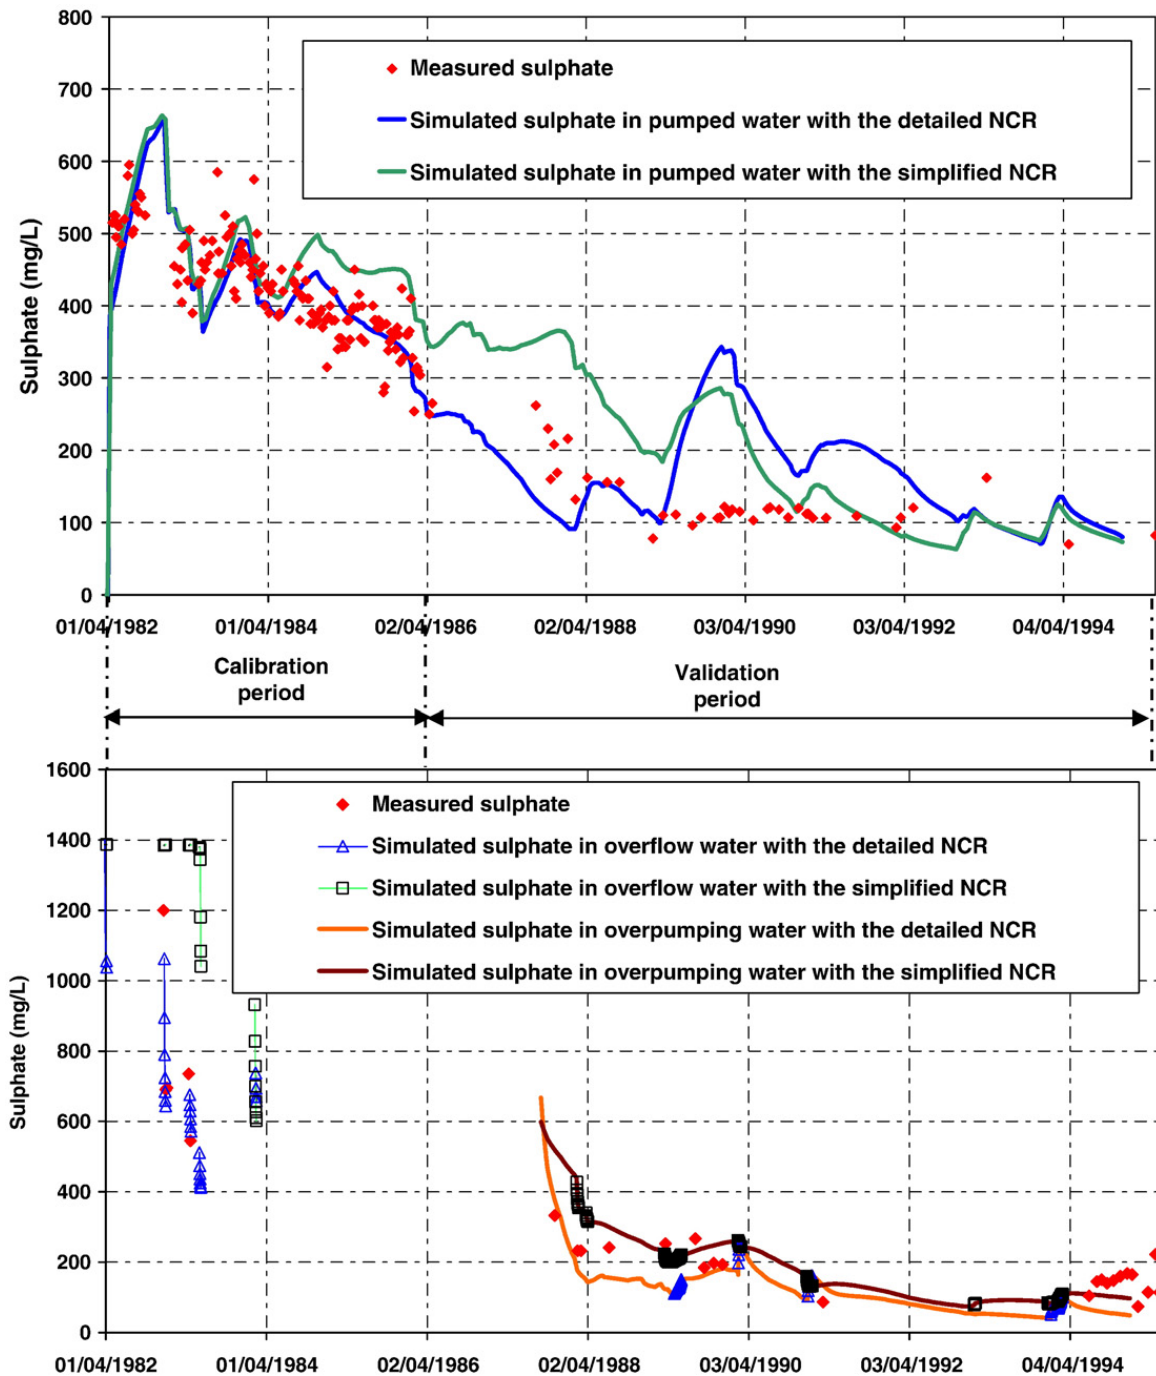 800
700
600
500
400
300
200
100
0
Sulphate (mg/L)
Measured sulphate
Simulated sulphate in pumped water with the detailed NCR
Simulated sulphate in pumped water with the simplified NCR
01/04/1982 01/04/1984 02/04/1986 02/04/1988 03/04/1990 03/04/1992 04/04/1994
Calibration
period
Validation
period
1600
1400
1200
1000
800
600
400
200
0
Sulphate (mg/L)
Measured sulphate
Simulated sulphate in overflow water with the detailed NCR
Simulated sulphate in overflow water with the simplified NCR
Simulated sulphate in overpumping water with the detailed NCR
Simulated sulphate in overpumping water with the simplified NCR
01/04/1982 01/04/1984 02/04/1986 02/04/1988 03/04/1990 03/04/1992 04/04/1994